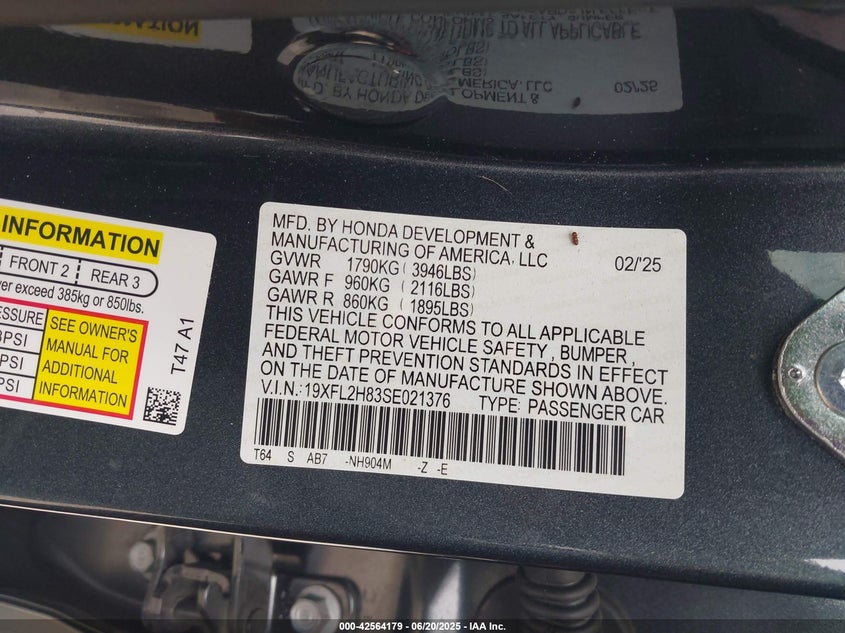 INFORMATION
FRONT 2 REAR 3
ver exceed 385kg or 850lbs.
ESSURE
SEE OWNER'S
MANUAL FOR
ADDITIONAL
INFORMATION
PSI
PSI
PSI
T47 A1
MFD. BY HONDA DEVELOPMENT &
MANUFACTURING OF AMERICA, LLC 02/'25
GVWR 1790KG ( 3946LBS)
GAWR F 960KG ( 2116LBS)
GAWR R 860KG ( 1895LBS)
THIS VEHICLE CONFORMS TO ALL APPLICABLE
FEDERAL MOTOR VEHICLE SAFETY , BUMPER,
AND THEFT PREVENTION STANDARDS IN EFFECT
ON THE DATE OF MANUFACTURE SHOWN ABOVE.
V.I.N.:19XFL2H83SE021376 TYPE: PASSENGER CAR
T64 S AB7 -NH904M -Z -E
000-42564179 - 06/20/2025 - IAA Inc.